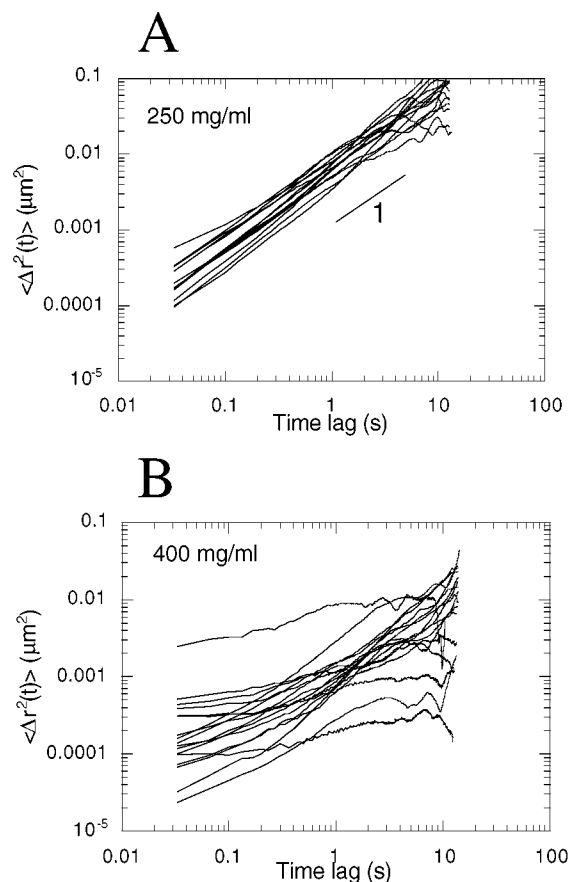 A
0.1
250 mg/ml
0.01
0.001
0.0001
10⁻⁵
<Δr²(t)> (μm²)
1
0.01 0.1 1 10 100
Time lag (s)
B
0.1
400 mg/ml
0.01
0.001
0.0001
10⁻⁵
<Δr²(t)> (μm²)
0.01 0.1 1 10 100
Time lag (s)